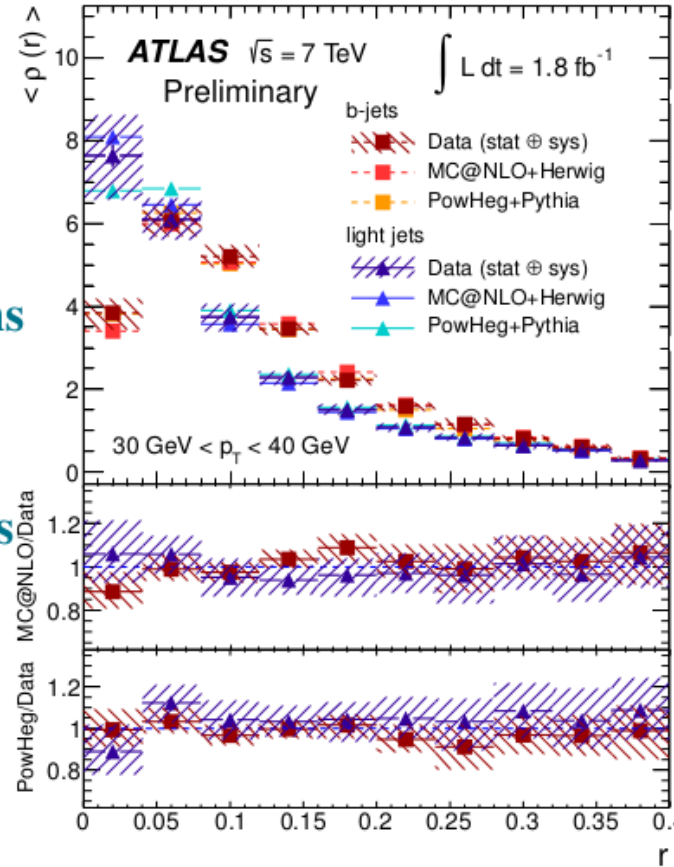 ATLAS √s = 7 TeV ∫ L dt = 1.8 fb⁻¹
Preliminary
b-jets
Data (stat ⊕ sys)
MC@NLO+Herwig
PowHeg+Pythia
light jets
Data (stat ⊕ sys)
MC@NLO+Herwig
PowHeg+Pythia
30 GeV < p_T < 40 GeV
< ρ (r) >
10
8
6
4
2
0
MC@NLO/Data
1.2
1
0.8
PowHeg/Data
1.2
1
0.8
0 0.05 0.1 0.15 0.2 0.25 0.3 0.35
r